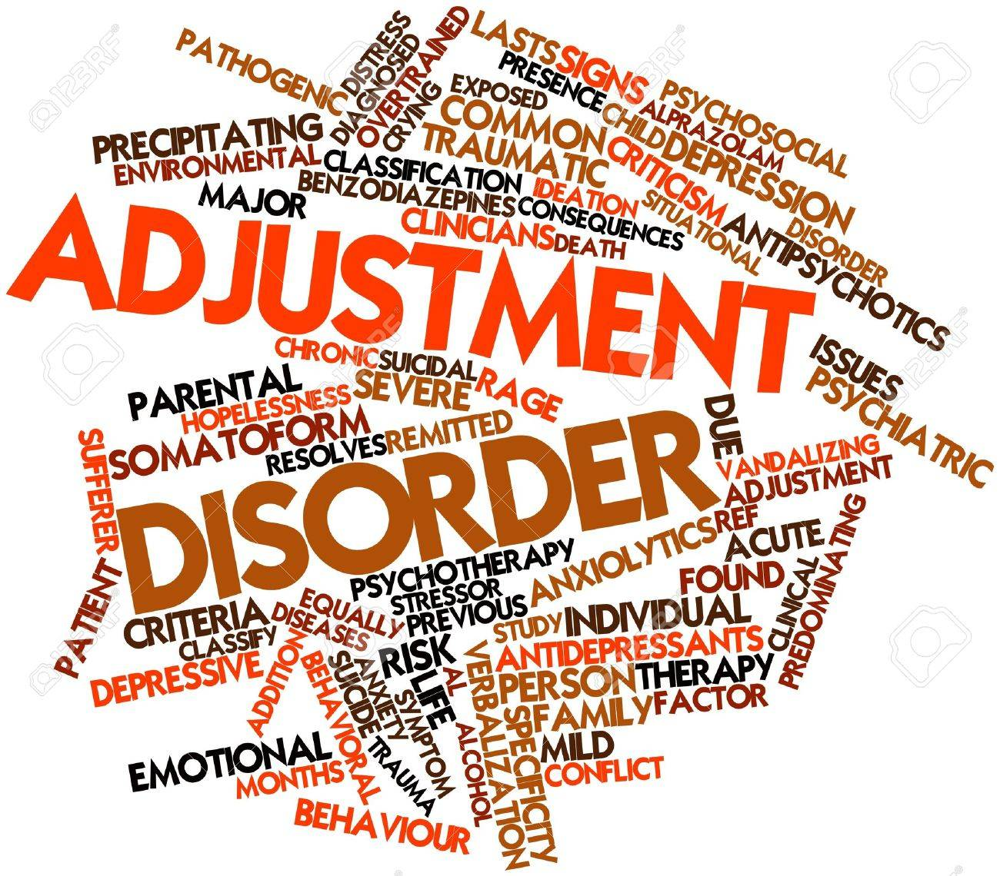 PATHOGENIC
DISTRESS
DIAGNOSED
OVERTRAINED
CRYING
LASTS
SIGNS
PRESENCE
EXPOSED
PSYCHOSOCIAL
ALPRAZOLAM
CHILD
COMMON
DEPRESSION
TRAUMATIC
CRITICISM
PRECIPITATING
ENVIRONMENTAL
CLASSIFICATION
MAJOR
BENZODIAZEPINES
IDEATION
SITUATIONAL
CONSEQUENCES
CLINICIANS
DEATH
ANTIPSYCHOTICS
DISORDER
ADJUSTMENT
CHRONIC
SUICIDAL
ISSUES
PSYCHIATRIC
PARENTAL
SEVERE
RAGE
HOPELESSNESS
SOMATOFORM
RESOLVES
REMITTED
DUE
VANDALIZING
ADJUSTMENT
SUFFERER
DISORDER
REF
PREDOMINATING
ACUTE
ANXIOLYTICS
PSYCHOTHERAPY
FOUND
CLINICAL
PATIENT
STRESSOR
EQUALLY
PREVIOUS
CRITERIA
DISEASES
STUDY
INDIVIDUAL
CLASSIFY
ANTIDEPRESSANTS
DEPRESSIVE
ADDITION
BEHAVIORAL
SUICIDE
ANXIETY
RISK
LIFE
AL
VERBALIZATION
PERSON
THERAPY
FAMILY
FACTOR
SYMPTOM
SPECIFICITY
EMOTIONAL
TRAUMA
ALCOHOL
MILD
MONTHS
CONFLICT
BEHAVIOUR
123RF